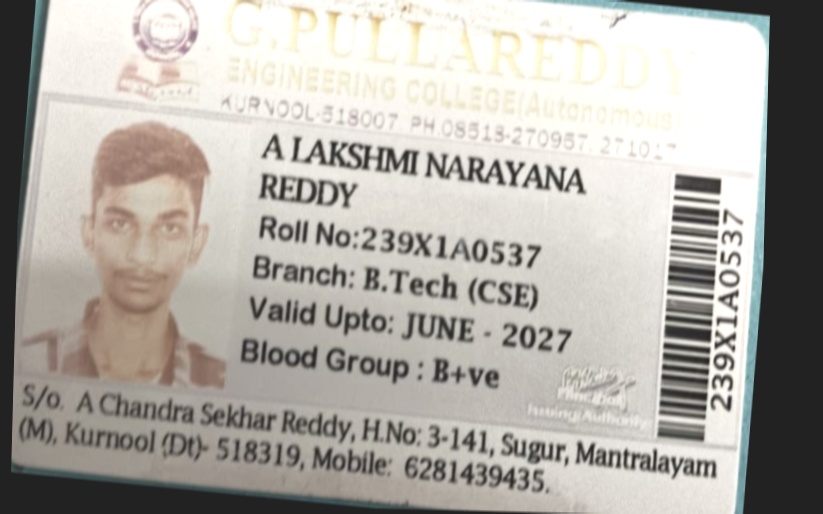 G.PULLAREDDY
ENGINEERING COLLEGE(Autonomous)
KURNOOL-518007 PH.08518-270957,
A LAKSHMI NARAYANA
REDDY
Roll No:239X1A0537
Branch: B.Tech (CSE)
Valid Upto: JUNE - 2027
Blood Group : B+ve
Principal
Issuing Authority
239X1A0537
S/o. A Chandra Sekhar Reddy, H.No: 3-141, Sugur, Mantralayam
(M), Kurnool (Dt)- 518319, Mobile: 6281439435.